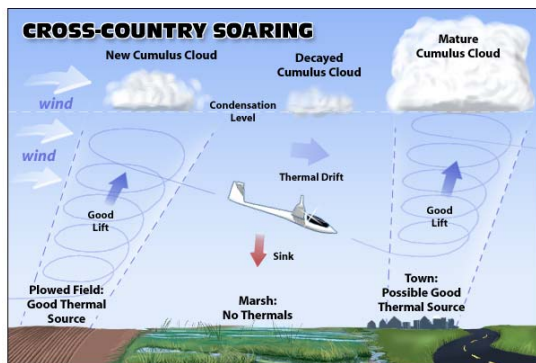 CROSS-COUNTRY SOARING
New Cumulus Cloud
Decayed
Cumulus Cloud
Mature
Cumulus Cloud
wind
Condensation
Level
wind
Thermal Drift
Good
Lift
Good
Lift
Sink
Plowed Field:
Good Thermal
Source
Marsh:
No Thermals
Town:
Possible Good
Thermal Source